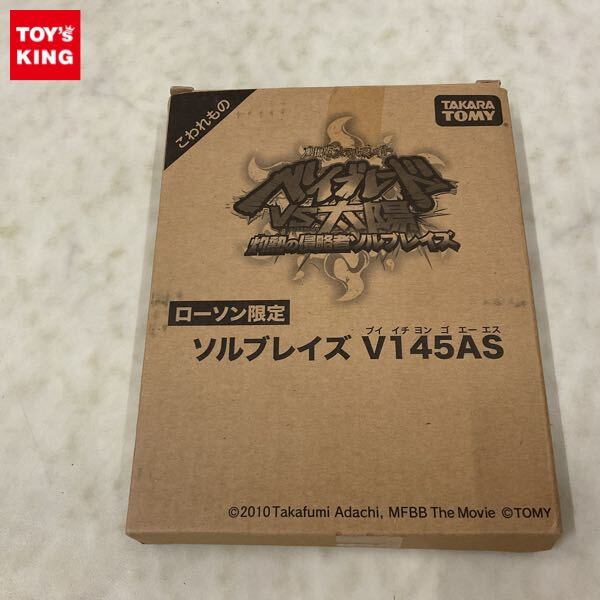 TOY's
KING
こわれもの
TAKARA
TOMY
ベイブレード
VS太陽
灼熱の侵略者ソルブレイズ
ローソン限定
ブイ イチ ヨン ゴ エー エス
ソルブレイズ V145AS
©2010 Takafumi Adachi, MFBB The Movie ©TOMY